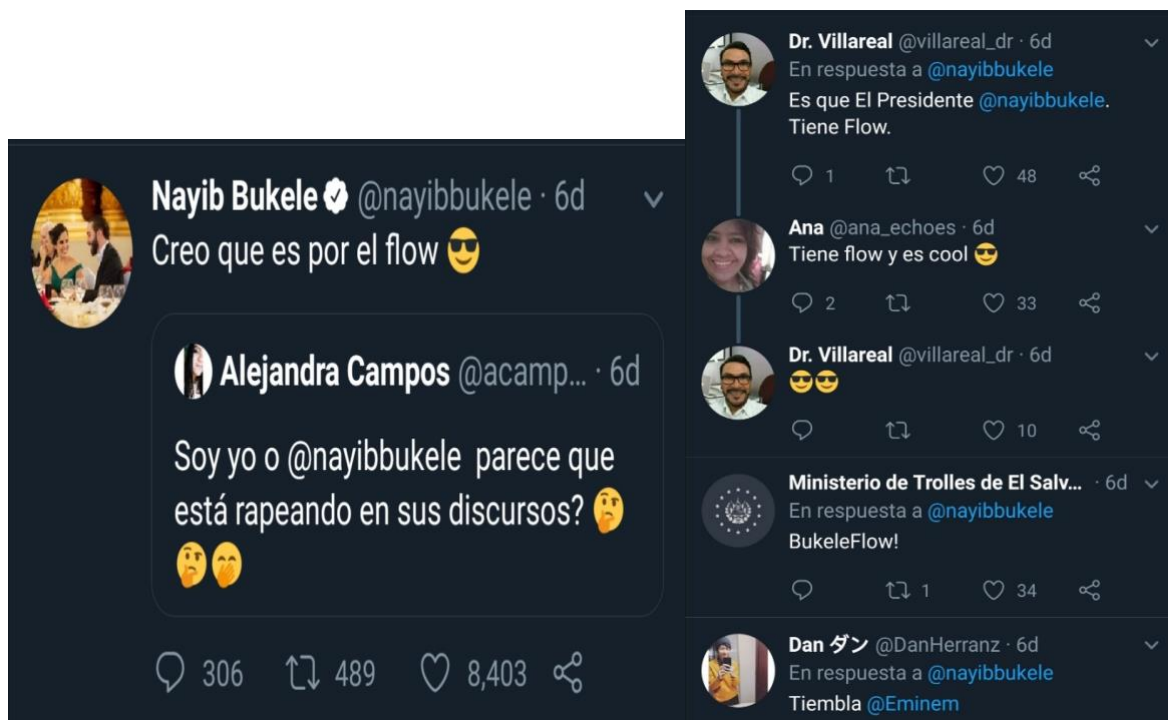 Nayib Bukele @nayibbukele · 6d
Creo que es por el flow 😎
Alejandra Campos @acamp... · 6d
Soy yo o @nayibbukele parece que
está rapeando en sus discursos? 🤔
🤔🤭
306 489 8,403
Dr. Villareal @villareal_dr · 6d
En respuesta a @nayibbukele
Es que El Presidente @nayibbukele.
Tiene Flow.
1 48
Ana @ana_echoes · 6d
Tiene flow y es cool 😎
2 33
Dr. Villareal @villareal_dr · 6d
😎😎
10
Ministerio de Trolles de El Salv... · 6d
En respuesta a @nayibbukele
BukeleFlow!
1 34
Dan ダン @DanHerranz · 6d
En respuesta a @nayibbukele
Tiembla @Eminem